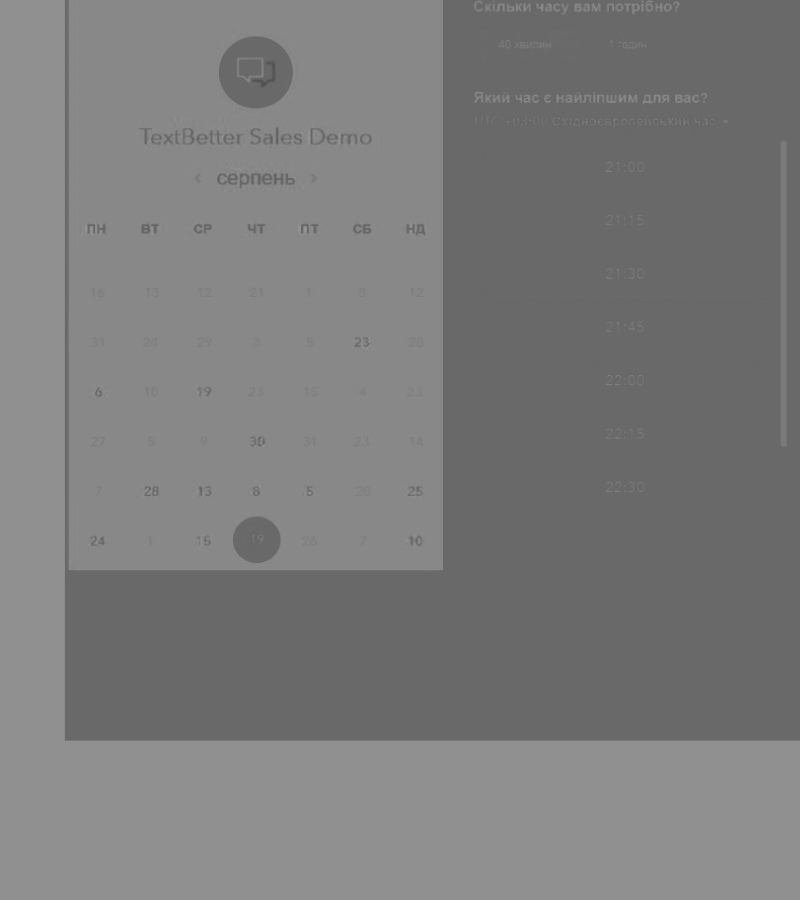 Скільки часу вам потрібно?
40 хвилин 1 годин
Який час є найліпшим для вас?
Східноєвропейський час
21:00
21:15
21:30
21:45
22:00
22:15
22:30
TextBetter Sales Demo
серпень
ПН ВТ СР ЧТ ПТ СБ НД
16 13 12 21 1 8 12
31 24 29 3 5 23 28
6 10 19 23 15 4 23
27 5 9 30 31 23 14
7 28 13 8 5 20 25
24 1 15 19 26 7 10